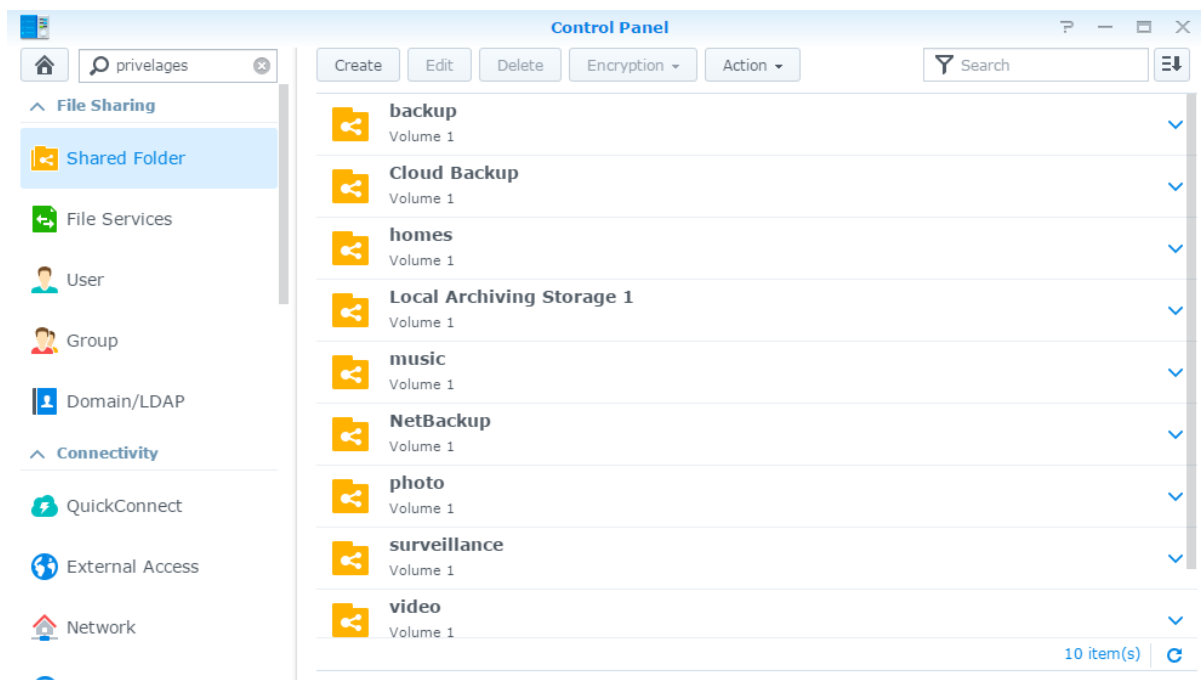 Control Panel
privelages
Create Edit Delete Encryption Action Search
File Sharing
Shared Folder
File Services
User
Group
Domain/LDAP
Connectivity
QuickConnect
External Access
Network
backup
Volume 1
Cloud Backup
Volume 1
homes
Volume 1
Local Archiving Storage 1
Volume 1
music
Volume 1
NetBackup
Volume 1
photo
Volume 1
surveillance
Volume 1
video
Volume 1
10 item(s)